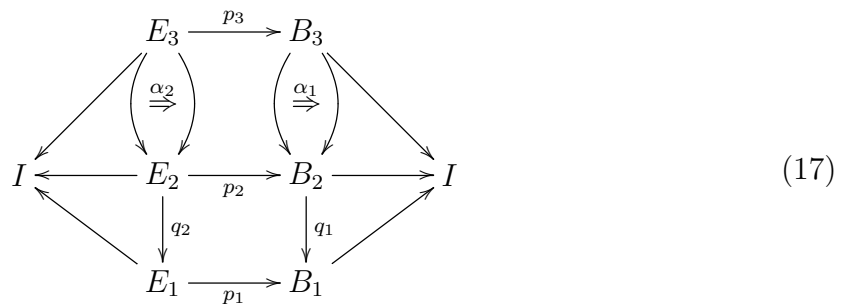 E₃ p₃ B₃
α₂ α₁
⇒ ⇒
I E₂ p₂ B₂ I (17)
q₂ q₁
E₁ p₁ B₁